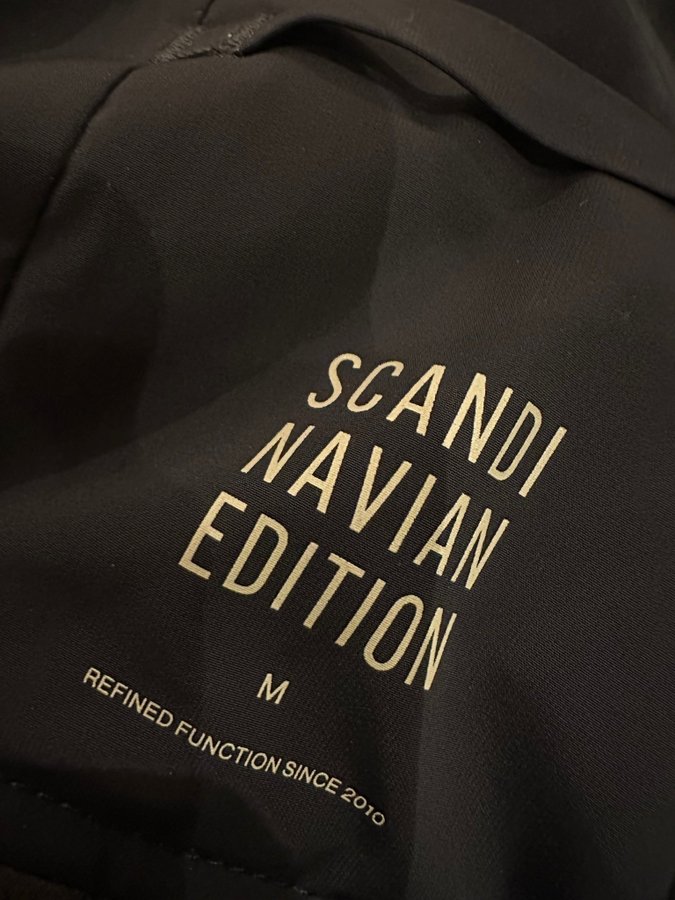 SCANDI
NAVIAN
EDITION
M
REFINED FUNCTION SINCE 2010